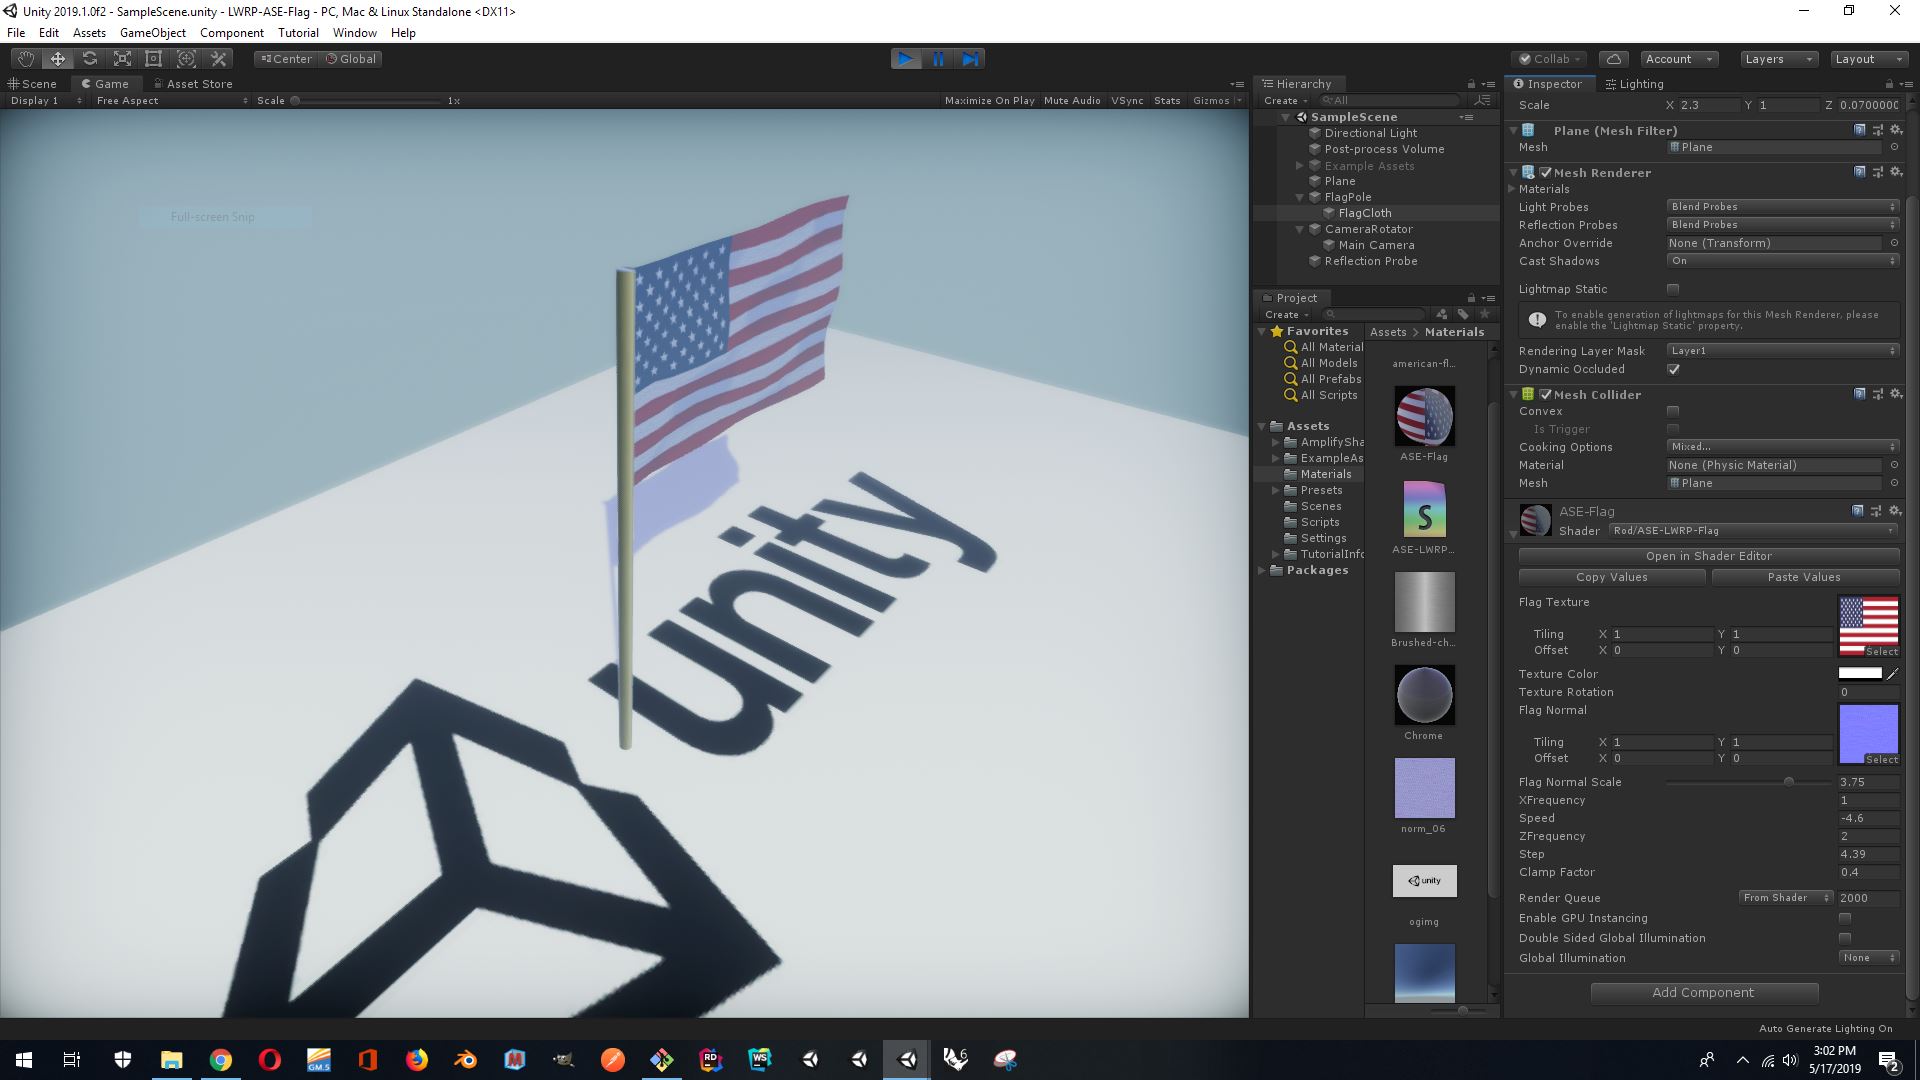 Unity 2019.1.0f2 - SampleScene.unity - LWRP-ASE-Flag - PC, Mac & Linux Standalone <DX11>
File Edit Assets GameObject Component Tutorial Window Help
Center Global
Collab Account Layers Layout
Scene Game Asset Store
Display 1 Free Aspect Scale 1x Maximize On Play Mute Audio VSync Stats Gizmos
Full-screen Snip
unity
Hierarchy
Create All
SampleScene
Directional Light
Post-process Volume
Example Assets
Plane
FlagPole
FlagCloth
CameraRotator
Main Camera
Reflection Probe
Project
Create
Favorites
All Material
All Models
All Prefabs
All Scripts
Assets
AmplifySha
ExampleAs
Materials
Presets
Scenes
Scripts
Settings
TutorialInfo
Packages
Assets > Materials
american-fl...
ASE-Flag
S
ASE-LWRP...
Brushed-ch...
Chrome
norm_06
unity
ogimg
Inspector Lighting
Scale X 2.3 Y 1 Z 0.0700000
Plane (Mesh Filter)
Mesh Plane
Mesh Renderer
Materials
Light Probes Blend Probes
Reflection Probes Blend Probes
Anchor Override None (Transform)
Cast Shadows On
Lightmap Static
To enable generation of lightmaps for this Mesh Renderer, please
enable the 'Lightmap Static' property.
Rendering Layer Mask Layer1
Dynamic Occluded
Mesh Collider
Convex
Is Trigger
Cooking Options Mixed...
Material None (Physic Material)
Mesh Plane
ASE-Flag
Shader Rod/ASE-LWRP-Flag
Open in Shader Editor
Copy Values Paste Values
Flag Texture
Tiling X 1 Y 1
Offset X 0 Y 0
Select
Texture Color
Texture Rotation 0
Flag Normal
Tiling X 1 Y 1
Offset X 0 Y 0
Select
Flag Normal Scale 3.75
XFrequency 1
Speed -4.6
ZFrequency 2
Step 4.39
Clamp Factor 0.4
Render Queue From Shader 2000
Enable GPU Instancing
Double Sided Global Illumination
Global Illumination None
Add Component
Auto Generate Lighting On
GM.5
RD
WS
6
3:02 PM
5/17/2019
2